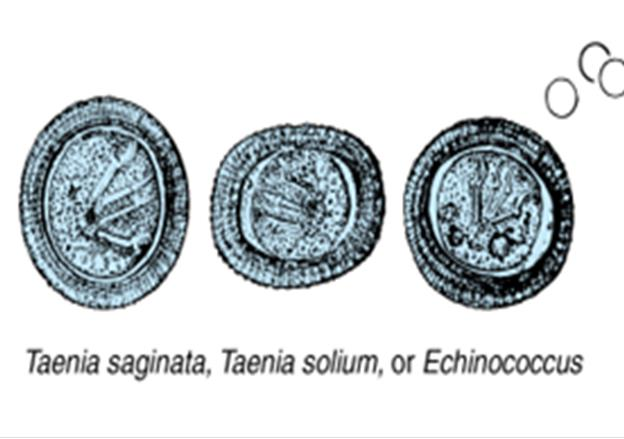 Taenia saginata, Taenia solium, or Echinococcus